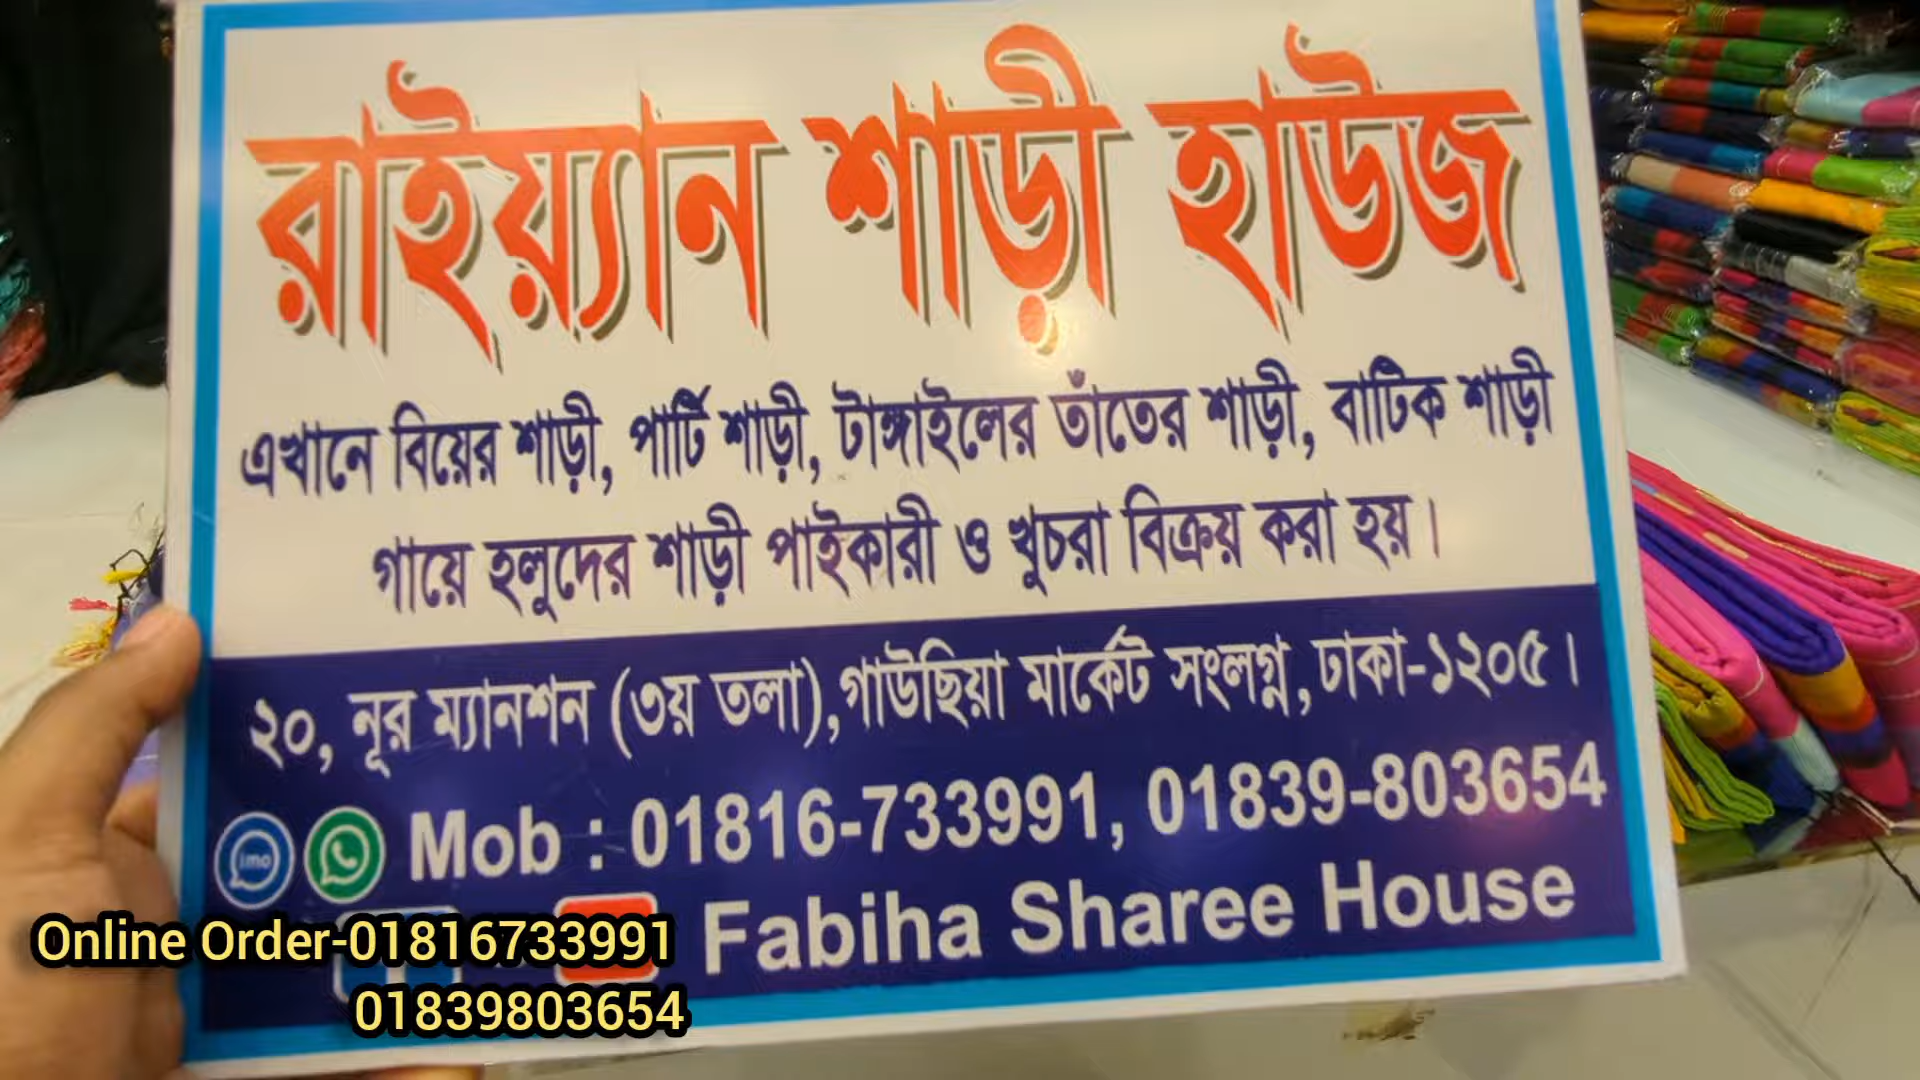 রাইয়্যান শাড়ী হাউজ
এখানে বিয়ের শাড়ী, পার্টি শাড়ী, টাঙ্গাইলের তাঁতের শাড়ী, বাটিক শাড়ী
গায়ে হলুদের শাড়ী পাইকারী ও খুচরা বিক্রয় করা হয়।
২০, নূর ম্যানশন (৩য় তলা), গাউছিয়া মার্কেট সংলগ্ন, ঢাকা-১২০৫।
imo Mob : 01816-733991, 01839-803654
Fabiha Sharee House
Online Order-01816733991
01839803654